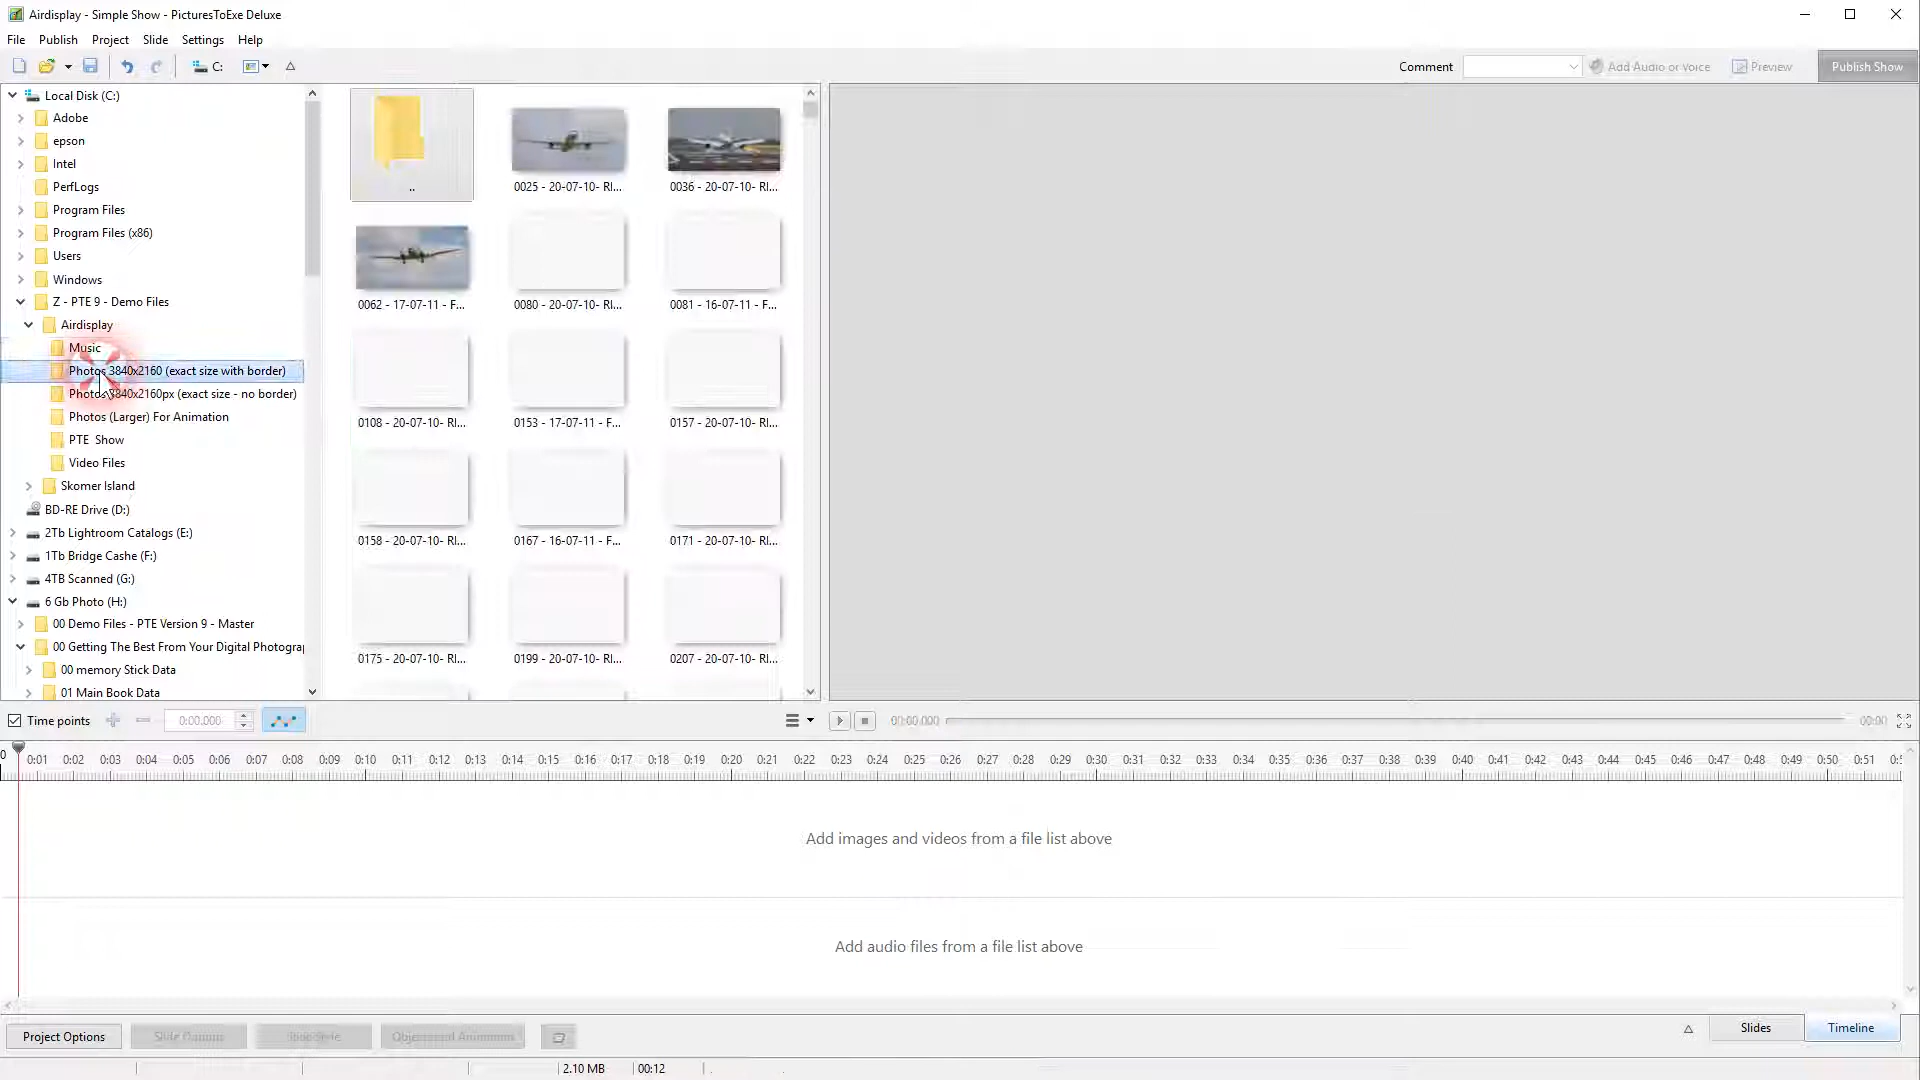 Airdisplay - Simple Show - PicturesToExe Deluxe
File Publish Project Slide Settings Help
C: Comment Add Audio or Voice Preview Publish Show
Local Disk (C:)
Adobe
epson
Intel
PerfLogs
Program Files
Program Files (x86)
Users
Windows
Z - PTE 9 - Demo Files
Airdisplay
Music
Photos 3840x2160 (exact size with border)
Photos 3840x2160px (exact size - no border)
Photos (Larger) For Animation
PTE Show
Video Files
Skomer Island
BD-RE Drive (D:)
2Tb Lightroom Catalogs (E:)
1Tb Bridge Cashe (F:)
4TB Scanned (G:)
6 Gb Photo (H:)
00 Demo Files - PTE Version 9 - Master
00 Getting The Best From Your Digital Photogra
00 memory Stick Data
01 Main Book Data
..
0025 - 20-07-10- RI...
0036 - 20-07-10- RI...
0062 - 17-07-11 - F...
0080 - 20-07-10- RI...
0081 - 16-07-11 - F...
0108 - 20-07-10- RI...
0153 - 17-07-11 - F...
0157 - 20-07-10- RI...
0158 - 20-07-10- RI...
0167 - 16-07-11 - F...
0171 - 20-07-10- RI...
0175 - 20-07-10- RI...
0199 - 20-07-10- RI...
0207 - 20-07-10- RI...
Time points 0:00.000 00:00.000 00:00
0 0:01 0:02 0:03 0:04 0:05 0:06 0:07 0:08 0:09 0:10 0:11 0:12 0:13 0:14 0:15 0:16 0:17 0:18 0:19 0:20 0:21 0:22 0:23 0:24 0:25 0:26 0:27 0:28 0:29 0:30 0:31 0:32 0:33 0:34 0:35 0:36 0:37 0:38 0:39 0:40 0:41 0:42 0:43 0:44 0:45 0:46 0:47 0:48 0:49 0:50 0:51
Add images and videos from a file list above
Add audio files from a file list above
Project Options Slides Timeline
2.10 MB 00:12